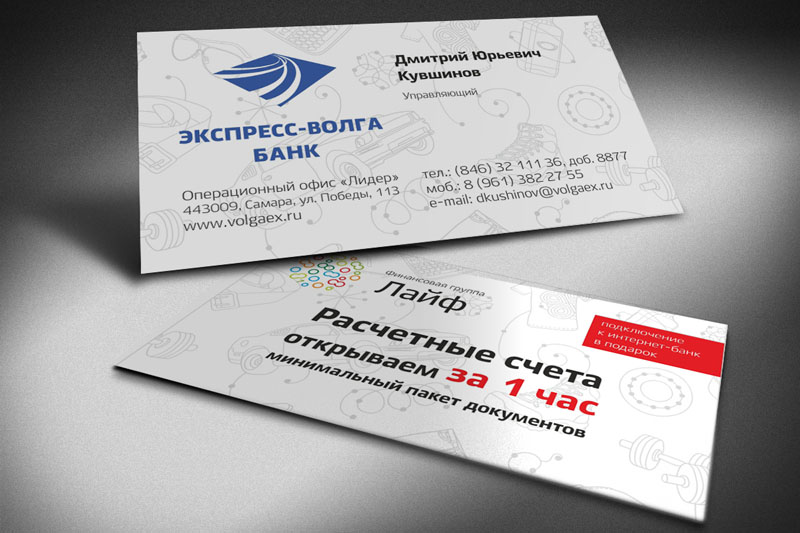 ЭКСПРЕСС-ВОЛГА
БАНК
Дмитрий Юрьевич
Кувшинов
Управляющий
Операционный офис «Лидер»
443009, Самара, ул. Победы, 113
www.volgaex.ru
тел.: (846) 32 111 36, доб. 8877
моб.: 8 (961) 382 27 55
e-mail: dkushinov@volgaex.ru
Финансовая группа
Лайф
Расчетные счета
открываем за 1 час
минимальный пакет документов
подключение
к интернет-банк
в подарок